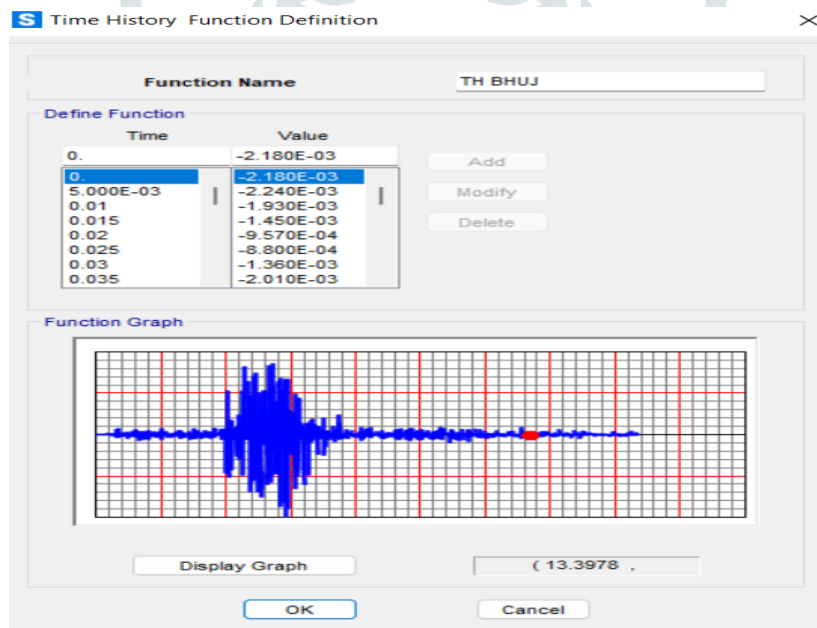 S Time History Function Definition
Function Name TH BHUJ
Define Function
Time Value
0. -2.180E-03 Add
0. -2.180E-03
5.000E-03 -2.240E-03 Modify
0.01 -1.930E-03
0.015 -1.450E-03 Delete
0.02 -9.570E-04
0.025 -8.800E-04
0.03 -1.360E-03
0.035 -2.010E-03
Function Graph
Display Graph ( 13.3978 ,
OK Cancel